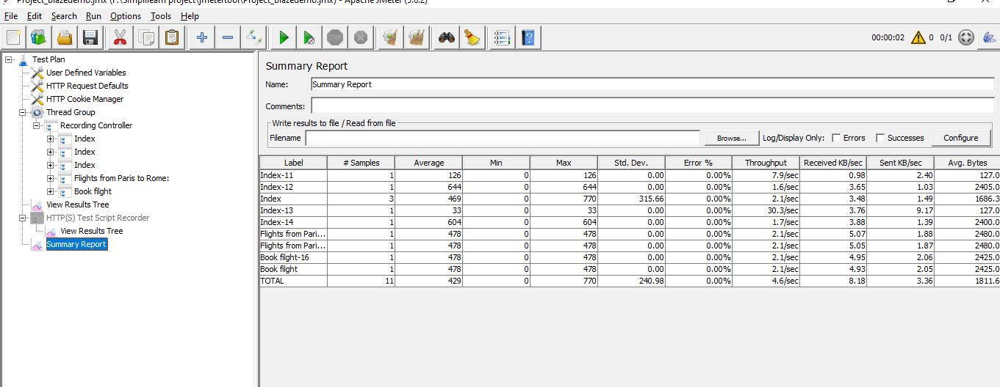 Project_blazedemo.jmx (F:\Simplilearn project\jmetertool\Project_blazedemo.jmx) - Apache JMeter (5.6.2)
File Edit Search Run Options Tools Help
STOP 00:00:02 0 0/1
Test Plan
User Defined Variables
HTTP Request Defaults
HTTP Cookie Manager
Thread Group
Recording Controller
Index
Index
Index
Flights from Paris to Rome:
Book filght
View Results Tree
HTTP(S) Test Script Recorder
View Results Tree
Summary Report
Summary Report
Name: Summary Report
Comments:
Write results to file / Read from file
Filename Browse... Log/Display Only: Errors Successes Configure
Label # Samples Average Min Max Std. Dev. Error % Throughput Received KB/sec Sent KB/sec Avg. Bytes
Index-11 1 126 0 126 0.00 0.00% 7.9/sec 0.98 2.40 127.0
Index-12 1 644 0 644 0.00 0.00% 1.6/sec 3.65 1.03 2405.0
Index 3 469 0 770 315.66 0.00% 2.1/sec 3.48 1.49 1686.3
Index-13 1 33 0 33 0.00 0.00% 30.3/sec 3.76 9.17 127.0
Index-14 1 604 0 604 0.00 0.00% 1.7/sec 3.88 1.39 2400.0
Flights from Pari... 1 478 0 478 0.00 0.00% 2.1/sec 5.07 1.88 2480.0
Flights from Pari... 1 478 0 478 0.00 0.00% 2.1/sec 5.05 1.87 2480.0
Book filght-16 1 478 0 478 0.00 0.00% 2.1/sec 4.95 2.06 2425.0
Book filght 1 478 0 478 0.00 0.00% 2.1/sec 4.93 2.05 2425.0
TOTAL 11 429 0 770 240.98 0.00% 4.6/sec 8.18 3.36 1811.6